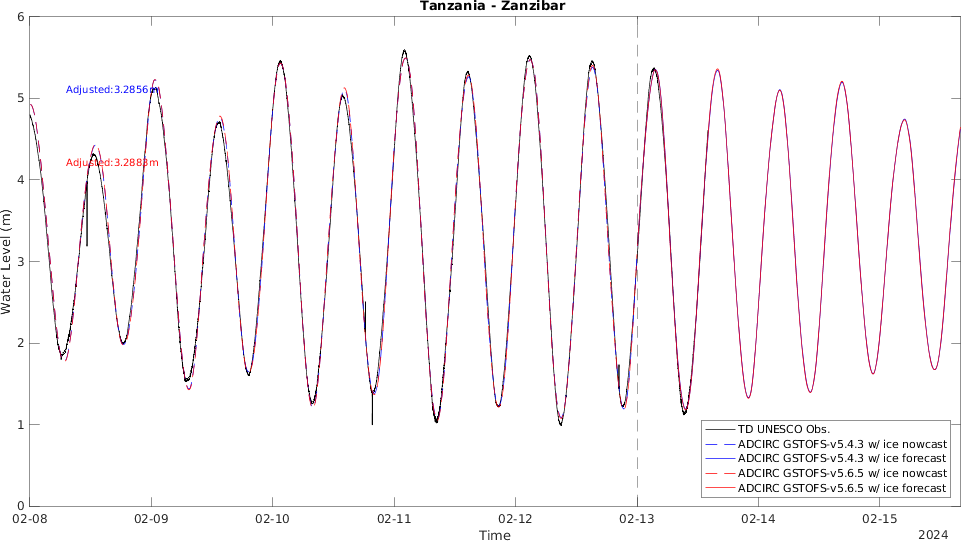 Tanzania - Zanzibar
6
5
4
3
2
1
0
Water Level (m)
Adjusted:3.2856m
Adjusted:3.2883m
TD UNESCO Obs.
ADCIRC GSTOFS-v5.4.3 w/ ice nowcast
ADCIRC GSTOFS-v5.4.3 w/ ice forecast
ADCIRC GSTOFS-v5.6.5 w/ ice nowcast
ADCIRC GSTOFS-v5.6.5 w/ ice forecast
02-08 02-09 02-10 02-11 02-12 02-13 02-14 02-15
Time
2024